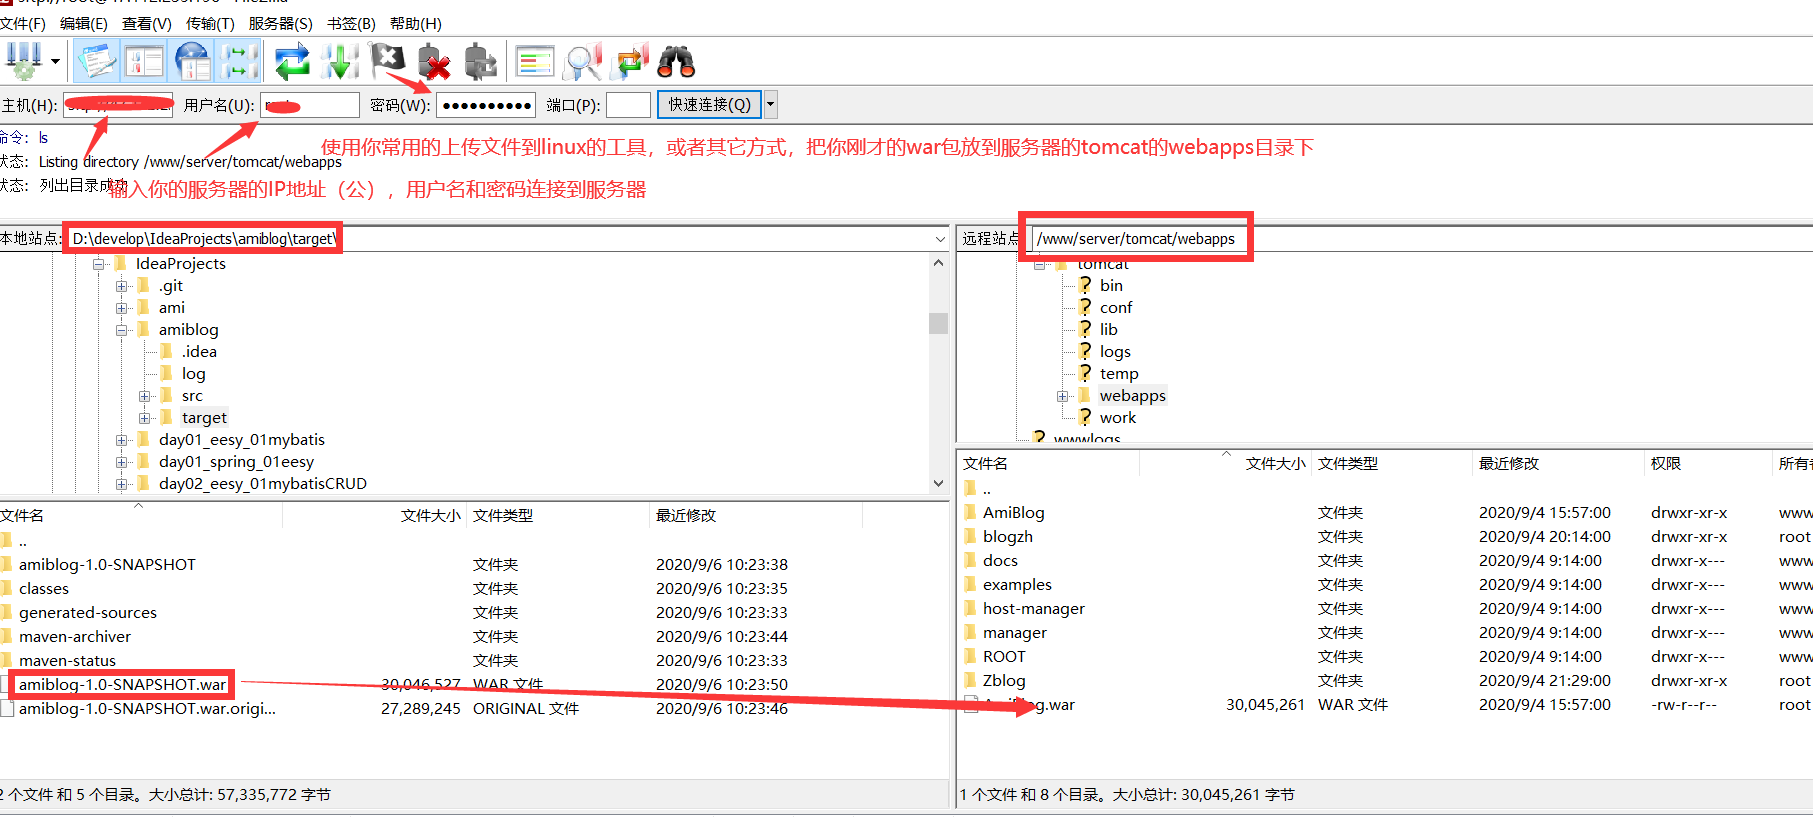 文件(F) 编辑(E) 查看(V) 传输(T) 服务器(S) 书签(B) 帮助(H)
主机(H): 用户名(U): 密码(W): ●●●●●●●●●● 端口(P): 快速连接(Q)
命令: ls
使用你常用的上传文件到linux的工具，或者其它方式，把你刚才的war包放到服务器的tomcat的webapps目录下
状态: Listing directory /www/server/tomcat/webapps
状态: 列出目录成功
输入你的服务器的IP地址（公），用户名和密码连接到服务器
本地站点: D:\develop\IdeaProjects\amiblog\target\
IdeaProjects
.git
ami
amiblog
.idea
log
src
target
day01_eesy_01mybatis
day01_spring_01eesy
day02_eesy_01mybatisCRUD
文件名 文件大小 文件类型 最近修改
..
amiblog-1.0-SNAPSHOT 文件夹 2020/9/6 10:23:38
classes 文件夹 2020/9/6 10:23:35
generated-sources 文件夹 2020/9/6 10:23:33
maven-archiver 文件夹 2020/9/6 10:23:44
maven-status 文件夹 2020/9/6 10:23:33
amiblog-1.0-SNAPSHOT.war 30,046,527 WAR 文件 2020/9/6 10:23:50
amiblog-1.0-SNAPSHOT.war.origi... 27,289,245 ORIGINAL 文件 2020/9/6 10:23:46
2 个文件 和 5 个目录。大小总计: 57,335,772 字节
远程站点: /www/server/tomcat/webapps
tomcat
bin
conf
lib
logs
temp
webapps
work
wwwlogs
文件名 文件大小 文件类型 最近修改 权限 所有者
..
AmiBlog 文件夹 2020/9/4 15:57:00 drwxr-xr-x www
blogzh 文件夹 2020/9/4 20:14:00 drwxr-xr-x root
docs 文件夹 2020/9/4 9:14:00 drwxr-x--- www
examples 文件夹 2020/9/4 9:14:00 drwxr-x--- www
host-manager 文件夹 2020/9/4 9:14:00 drwxr-x--- www
manager 文件夹 2020/9/4 9:14:00 drwxr-x--- www
ROOT 文件夹 2020/9/4 9:14:00 drwxr-x--- www
Zblog 文件夹 2020/9/4 21:29:00 drwxr-xr-x root
AmiBlog.war 30,045,261 WAR 文件 2020/9/4 15:57:00 -rw-r--r-- root
1 个文件 和 8 个目录。大小总计: 30,045,261 字节